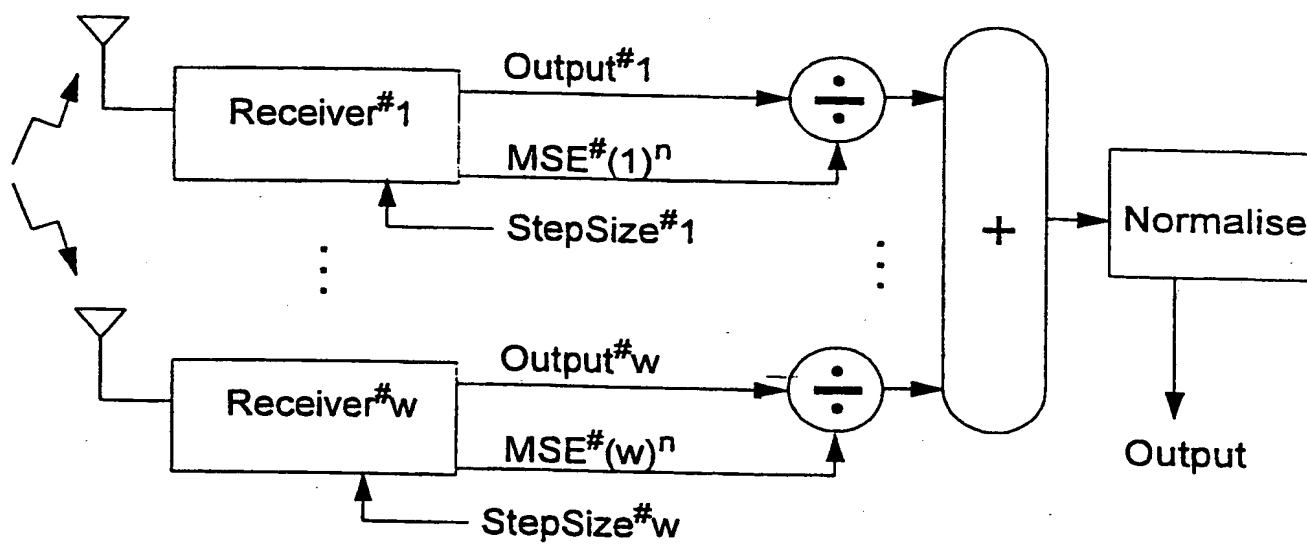 Output#1
Receiver#1
MSE#(1)n
StepSize#1
+
Normalise
Output#w
Receiver#w
MSE#(w)n
Output
StepSize#w